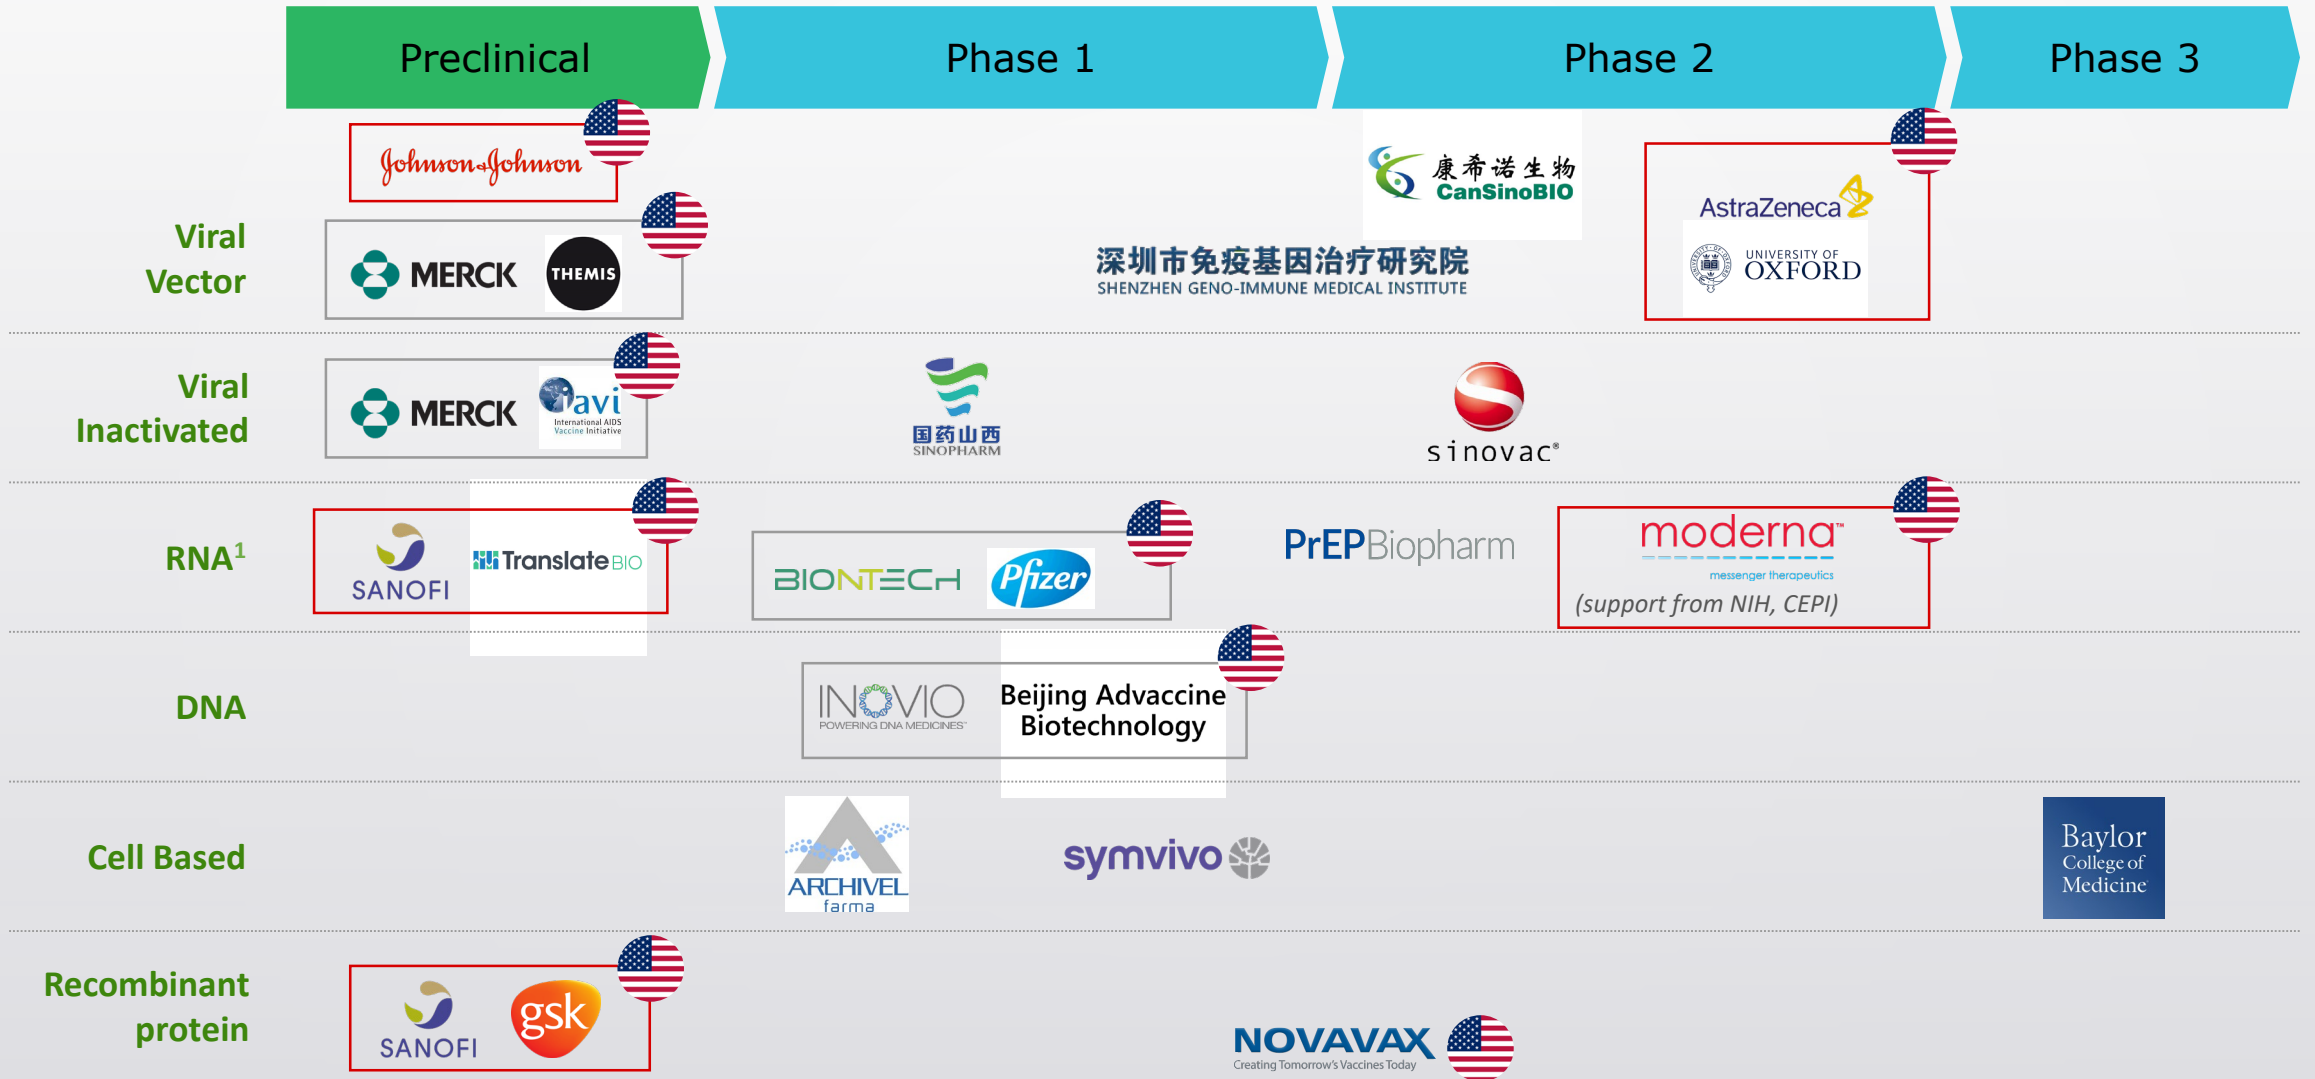 Preclinical
Phase 1
Phase 2
Phase 3
Viral
Vector
Johnson & Johnson
MERCK
THEMIS
深圳市免疫基因治疗研究院
SHENZHEN GENO-IMMUNE MEDICAL INSTITUTE
康希诺生物
CanSinoBIO
AstraZeneca
UNIVERSITY OF
OXFORD
Viral
Inactivated
MERCK
iavi
International AIDS
Vaccine Initiative
国药山西
SINOPHARM
sinovac®
RNA1
SANOFI
Translate BIO
BIONTECH
Pfizer
PrEPBiopharm
moderna™
messenger therapeutics
(support from NIH, CEPI)
DNA
INOVIO
POWERING DNA MEDICINES™
Beijing Advaccine
Biotechnology
Cell Based
ARCHIVEL
farma
symvivo
Baylor
College of
Medicine
Recombinant
protein
SANOFI
gsk
NOVAVAX
Creating Tomorrow's Vaccines Today